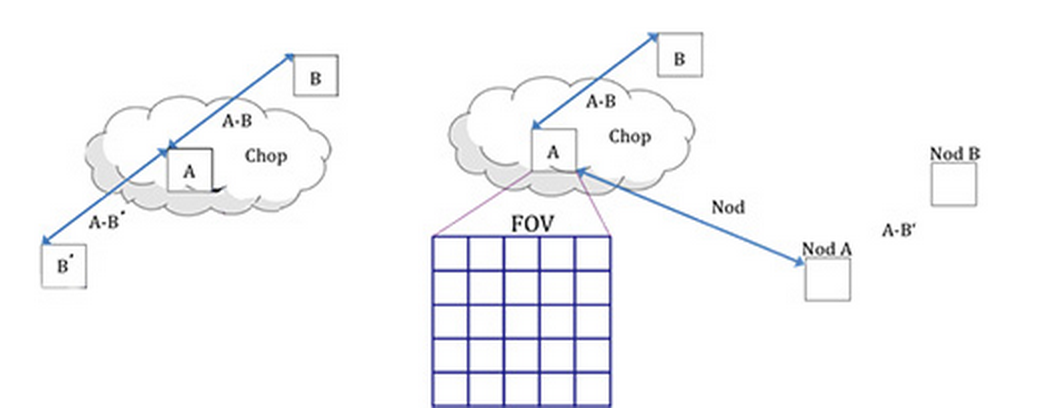 B
A-B
Chop
A
A-B´
B´
B
A-B
Chop
A
FOV
Nod
Nod B
A-B'
Nod A